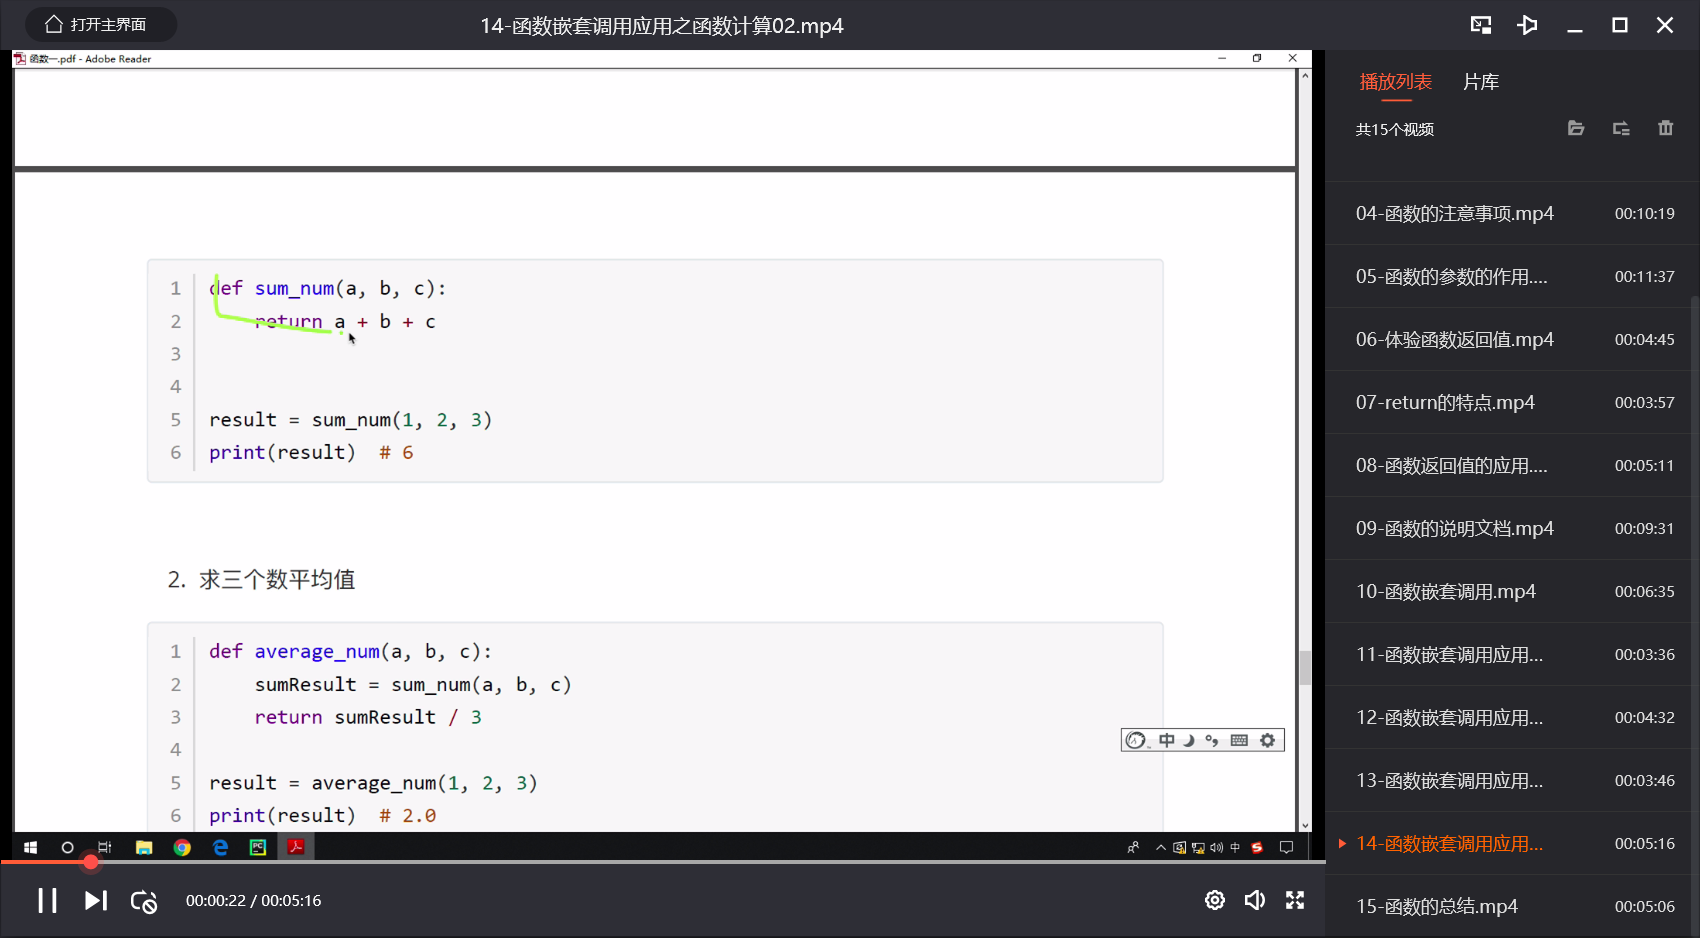 打开主界面
14-函数嵌套调用应用之函数计算02.mp4
函数一.pdf - Adobe Reader
1 def sum_num(a, b, c):
2 return a + b + c
3
4
5 result = sum_num(1, 2, 3)
6 print(result) # 6
2. 求三个数平均值
1 def average_num(a, b, c):
2 sumResult = sum_num(a, b, c)
3 return sumResult / 3
4
5 result = average_num(1, 2, 3)
6 print(result) # 2.0
中
中
00:00:22 / 00:05:16
播放列表 片库
共15个视频
04-函数的注意事项.mp4 00:10:19
05-函数的参数的作用.... 00:11:37
06-体验函数返回值.mp4 00:04:45
07-return的特点.mp4 00:03:57
08-函数返回值的应用.... 00:05:11
09-函数的说明文档.mp4 00:09:31
10-函数嵌套调用.mp4 00:06:35
11-函数嵌套调用应用... 00:03:36
12-函数嵌套调用应用... 00:04:32
13-函数嵌套调用应用... 00:03:46
14-函数嵌套调用应用... 00:05:16
15-函数的总结.mp4 00:05:06